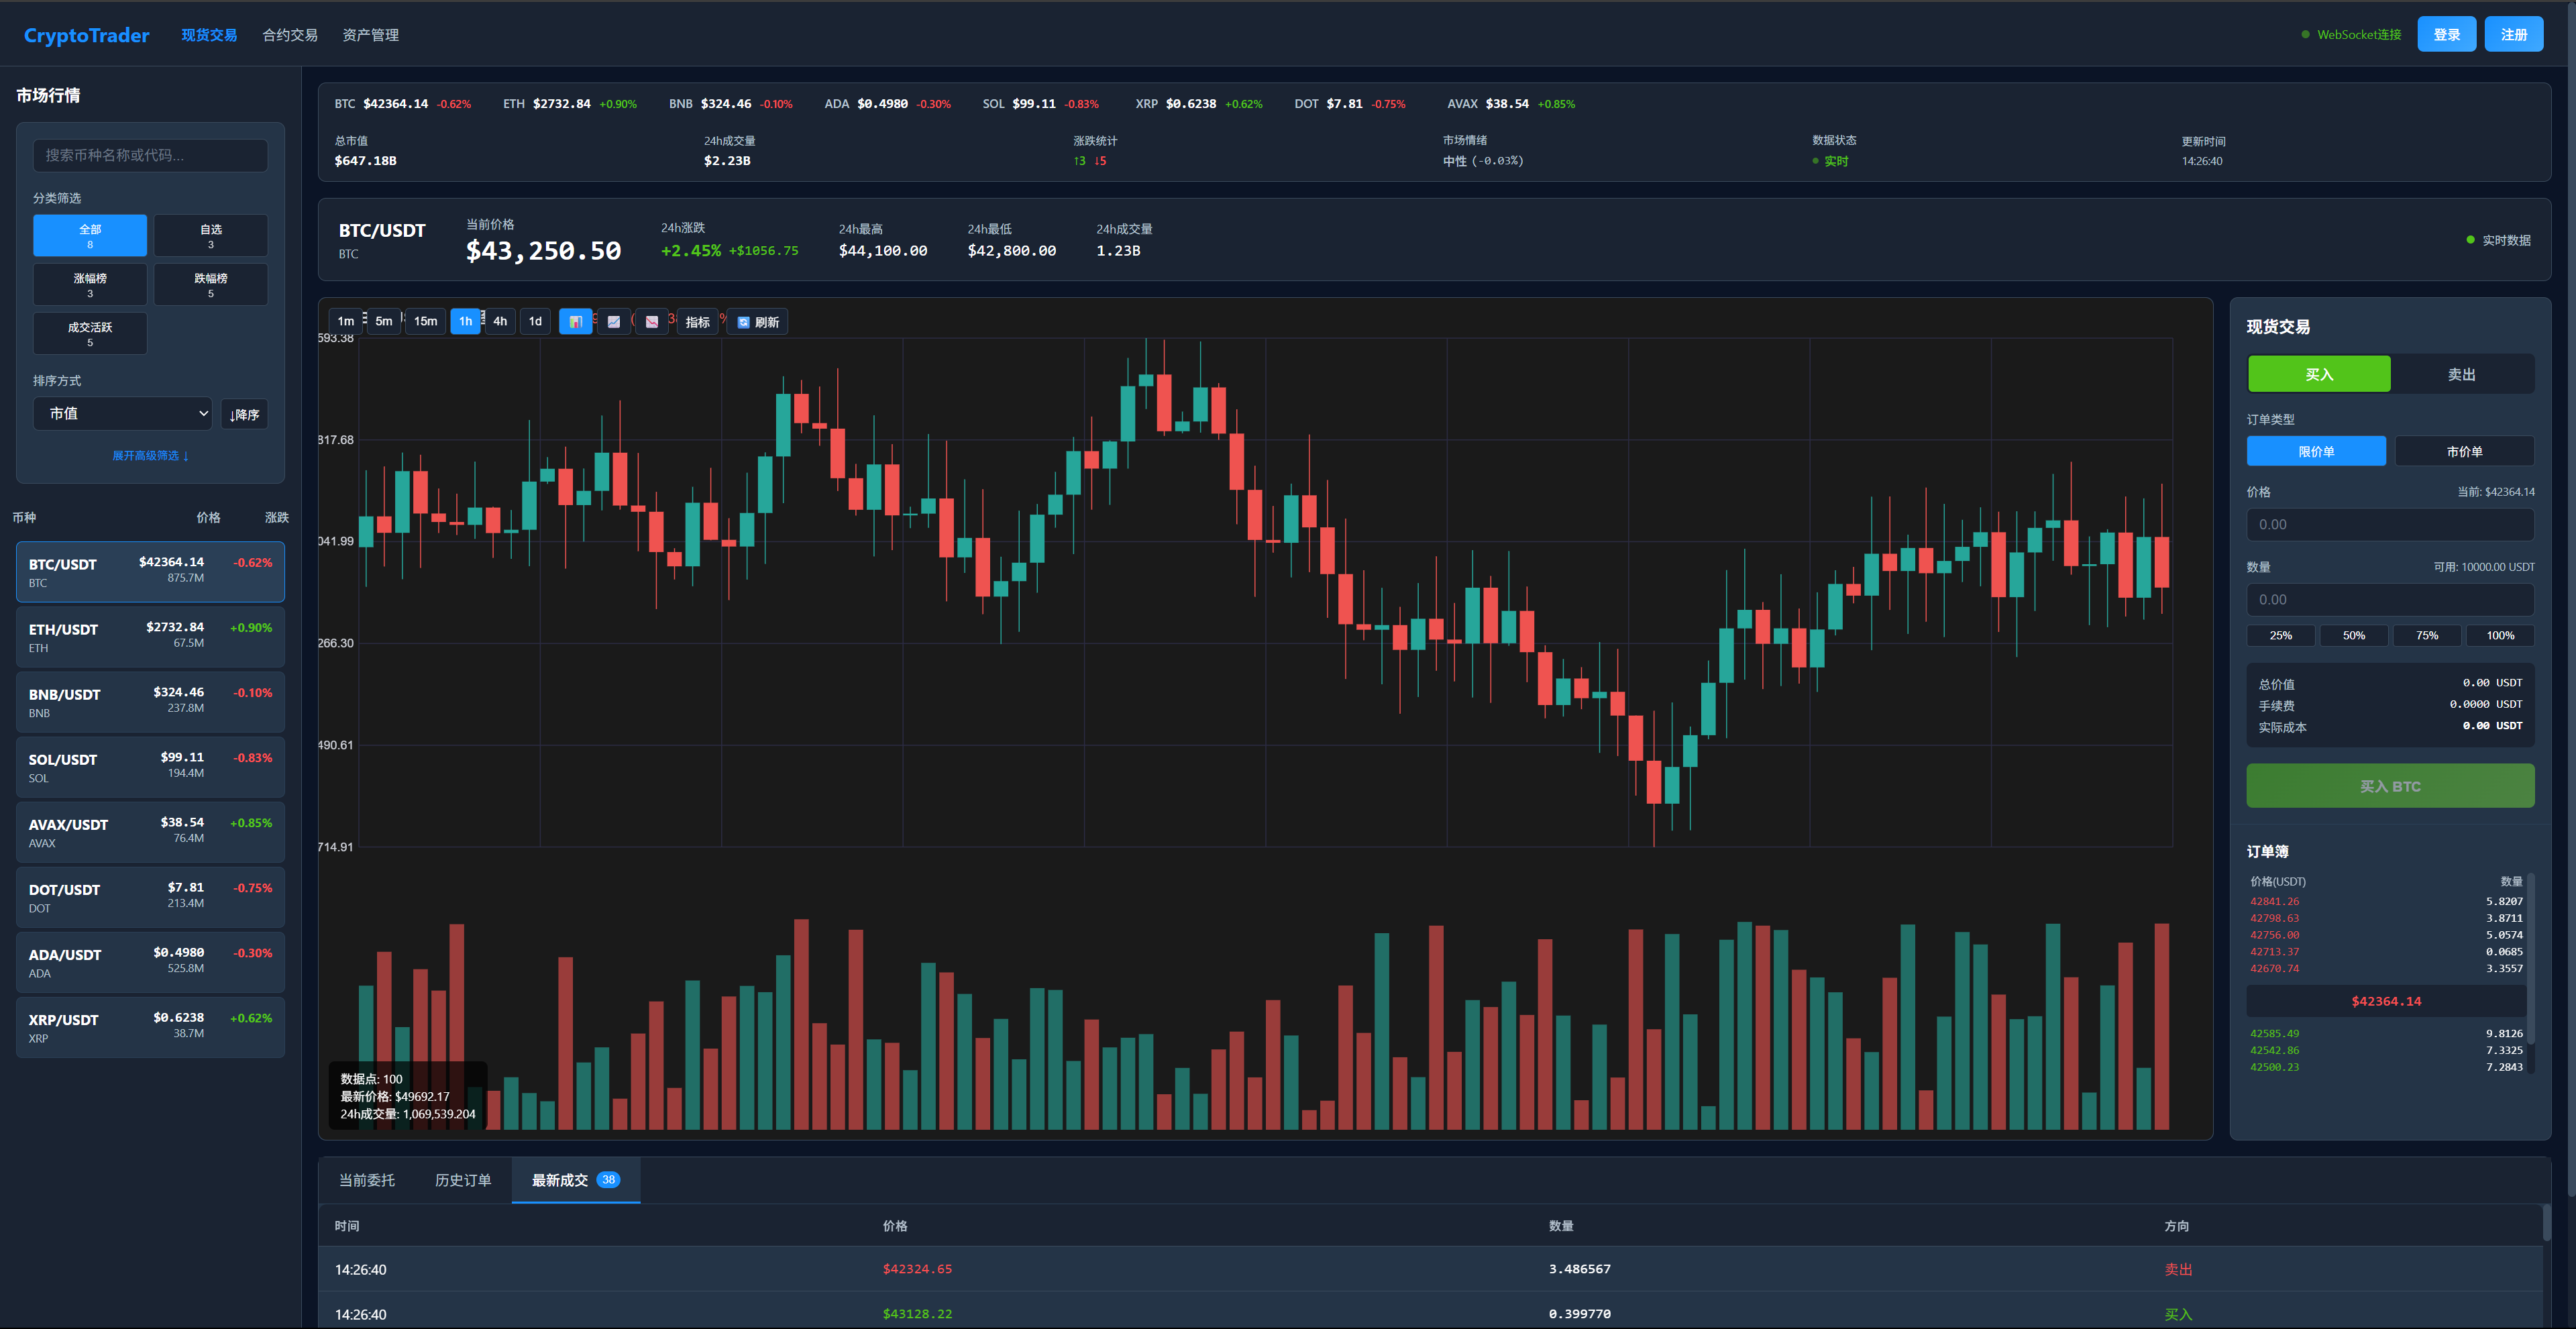 CryptoTrader 现货交易 合约交易 资产管理 WebSocket连接 登录 注册
市场行情
搜索币种名称或代码...
分类筛选
全部 8
自选 3
涨幅榜 3
跌幅榜 5
成交活跃 5
排序方式
市值 ↓降序
展开高级筛选 ↓
币种 价格 涨跌
BTC/USDT $42364.14 -0.62%
BTC 875.7M
ETH/USDT $2732.84 +0.90%
ETH 67.5M
BNB/USDT $324.46 -0.10%
BNB 237.8M
SOL/USDT $99.11 -0.83%
SOL 194.4M
AVAX/USDT $38.54 +0.85%
AVAX 76.4M
DOT/USDT $7.81 -0.75%
DOT 213.4M
ADA/USDT $0.4980 -0.30%
ADA 525.8M
XRP/USDT $0.6238 +0.62%
XRP 38.7M
BTC $42364.14 -0.62% ETH $2732.84 +0.90% BNB $324.46 -0.10% ADA $0.4980 -0.30% SOL $99.11 -0.83% XRP $0.6238 +0.62% DOT $7.81 -0.75% AVAX $38.54 +0.85%
总市值 24h成交量 涨跌统计 市场情绪 数据状态 更新时间
$647.18B $2.23B ↑3 ↓5 中性 (-0.03%) 实时 14:26:40
BTC/USDT
BTC
当前价格
$43,250.50
24h涨跌
+2.45% +$1056.75
24h最高
$44,100.00
24h最低
$42,800.00
24h成交量
1.23B
实时数据
1m 5m 15m 1h 4h 1d 指标 刷新
593.38
317.68
041.99
266.30
490.61
714.91
数据点: 100
最新价格: $49692.17
24h成交量: 1,069,539.204
现货交易
买入 卖出
订单类型
限价单 市价单
价格 当前: $42364.14
0.00
数量 可用: 10000.00 USDT
0.00
25% 50% 75% 100%
总价值 0.00 USDT
手续费 0.0000 USDT
实际成本 0.00 USDT
买入 BTC
订单簿
价格(USDT) 数量
42841.26 5.8207
42798.63 3.8711
42756.00 5.0574
42713.37 0.0685
42670.74 3.3557
$42364.14
42585.49 9.8126
42542.86 7.3325
42500.23 7.2843
当前委托 历史订单 最新成交 38
时间 价格 数量 方向
14:26:40 $42324.65 3.486567 卖出
14:26:40 $43128.22 0.399770 买入